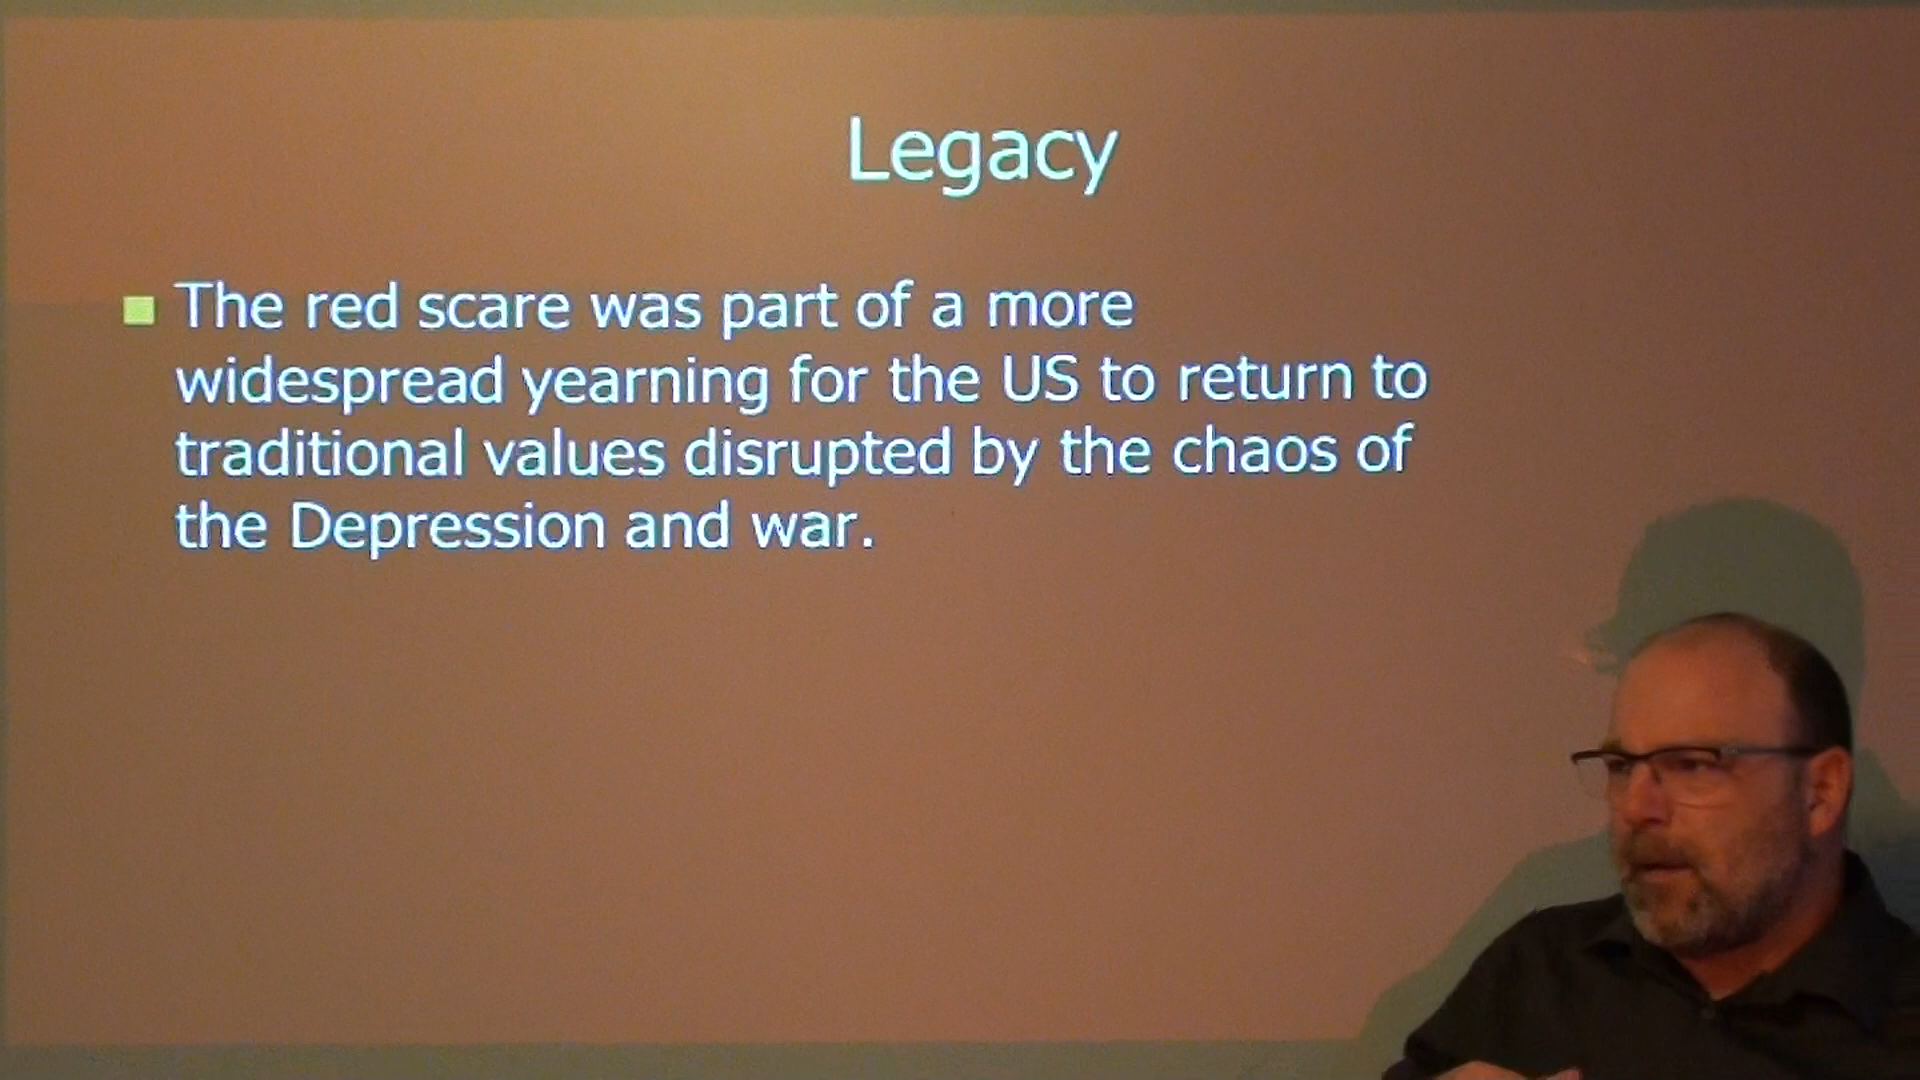 Legacy
The red scare was part of a more
widespread yearning for the US to return to
traditional values disrupted by the chaos of
the Depression and war.